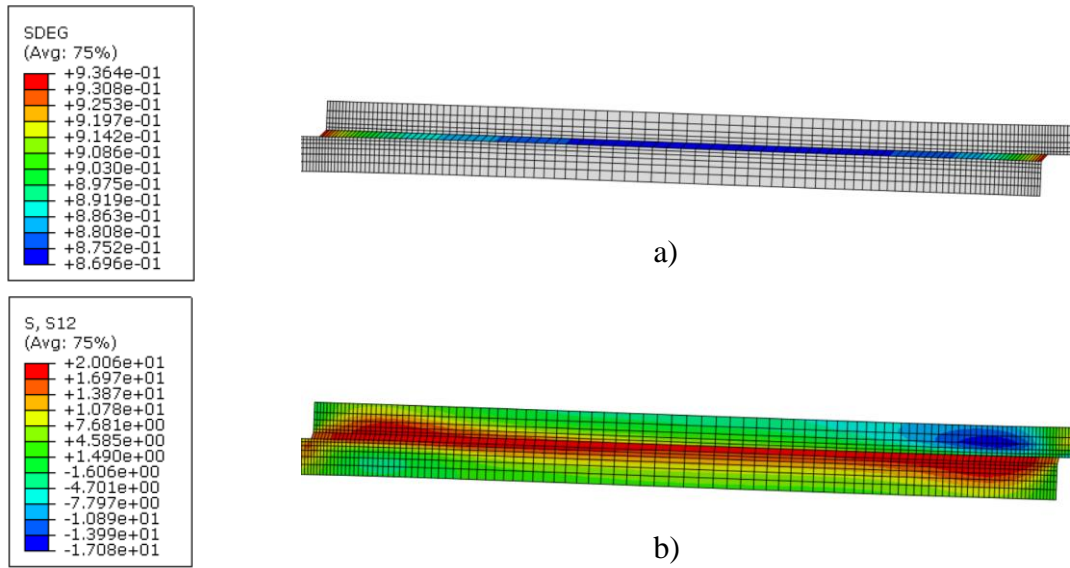 SDEG
(Avg: 75%)
+9.364e-01
+9.308e-01
+9.253e-01
+9.197e-01
+9.142e-01
+9.086e-01
+9.030e-01
+8.975e-01
+8.919e-01
+8.863e-01
+8.808e-01
+8.752e-01
+8.696e-01
a)
S, S12
(Avg: 75%)
+2.006e+01
+1.697e+01
+1.387e+01
+1.078e+01
+7.681e+00
+4.585e+00
+1.490e+00
-1.606e+00
-4.701e+00
-7.797e+00
-1.089e+01
-1.399e+01
-1.708e+01
b)